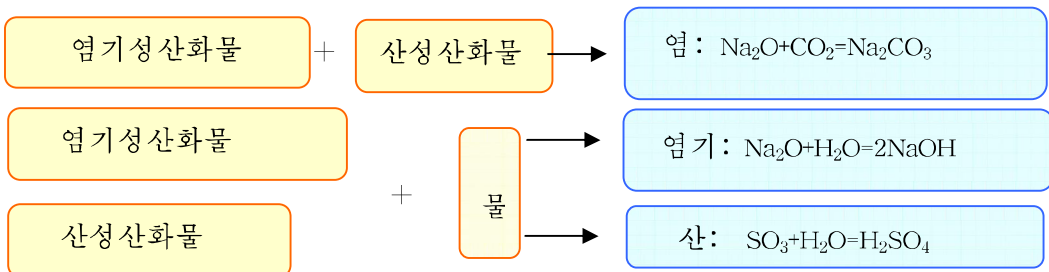 염기성산화물 + 산성산화물 염: Na₂O+CO₂=Na₂CO₃
염기성산화물 염기: Na₂O+H₂O=2NaOH
+ 물
산성산화물 산: SO₃+H₂O=H₂SO₄